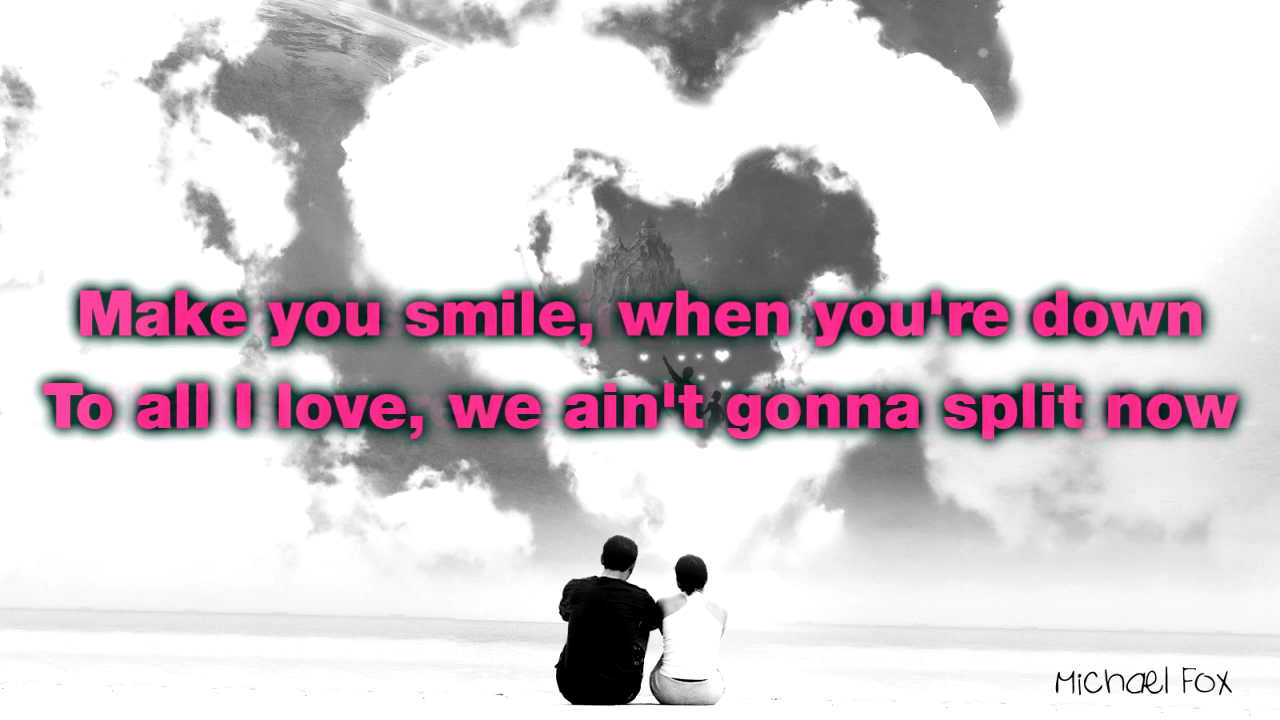 Make you smile, when you're down
To all I love, we ain't gonna split now
Michael Fox